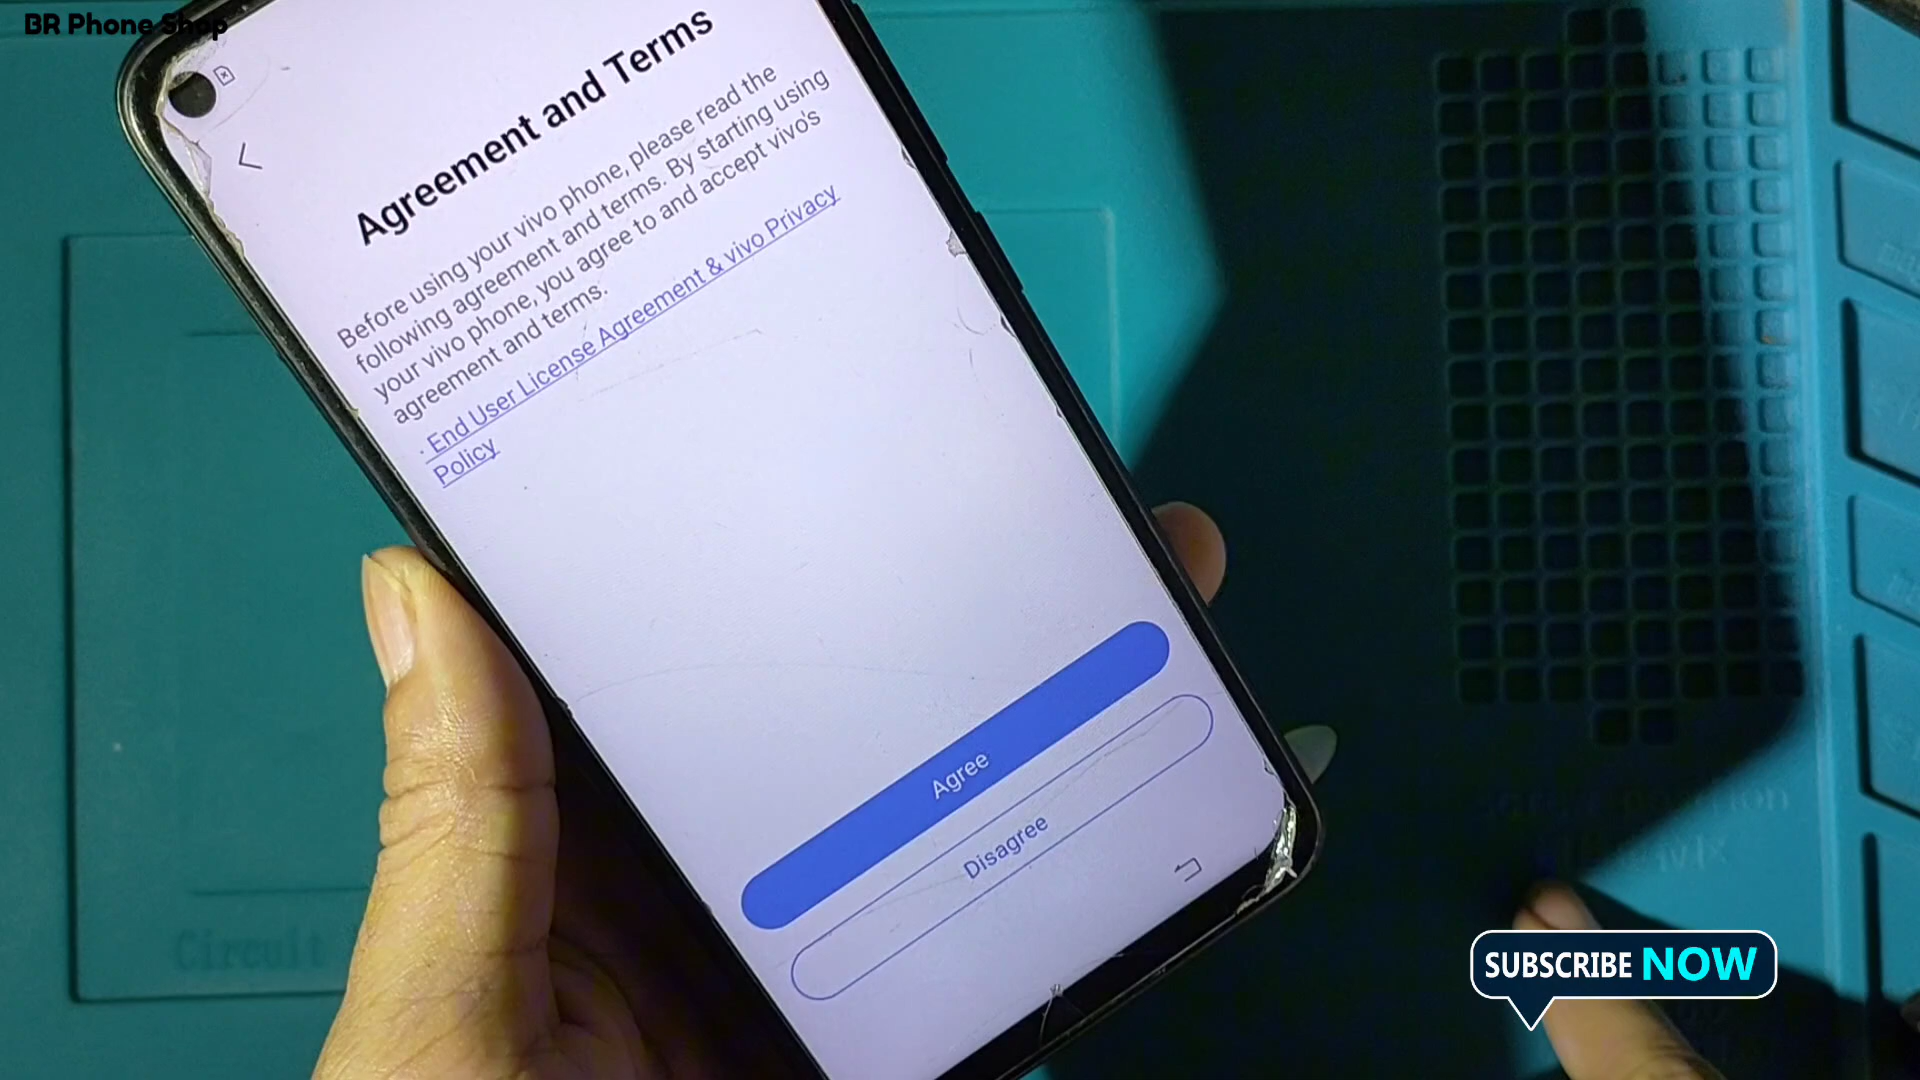 BR Phone Shop
Agreement and Terms
Before using your vivo phone, please read the
following agreement and terms. By starting using
your vivo phone, you agree to and accept vivo's
agreement and terms.
· End User License Agreement & vivo Privacy
Policy
Agree
Disagree
Circuit
SUBSCRIBE NOW